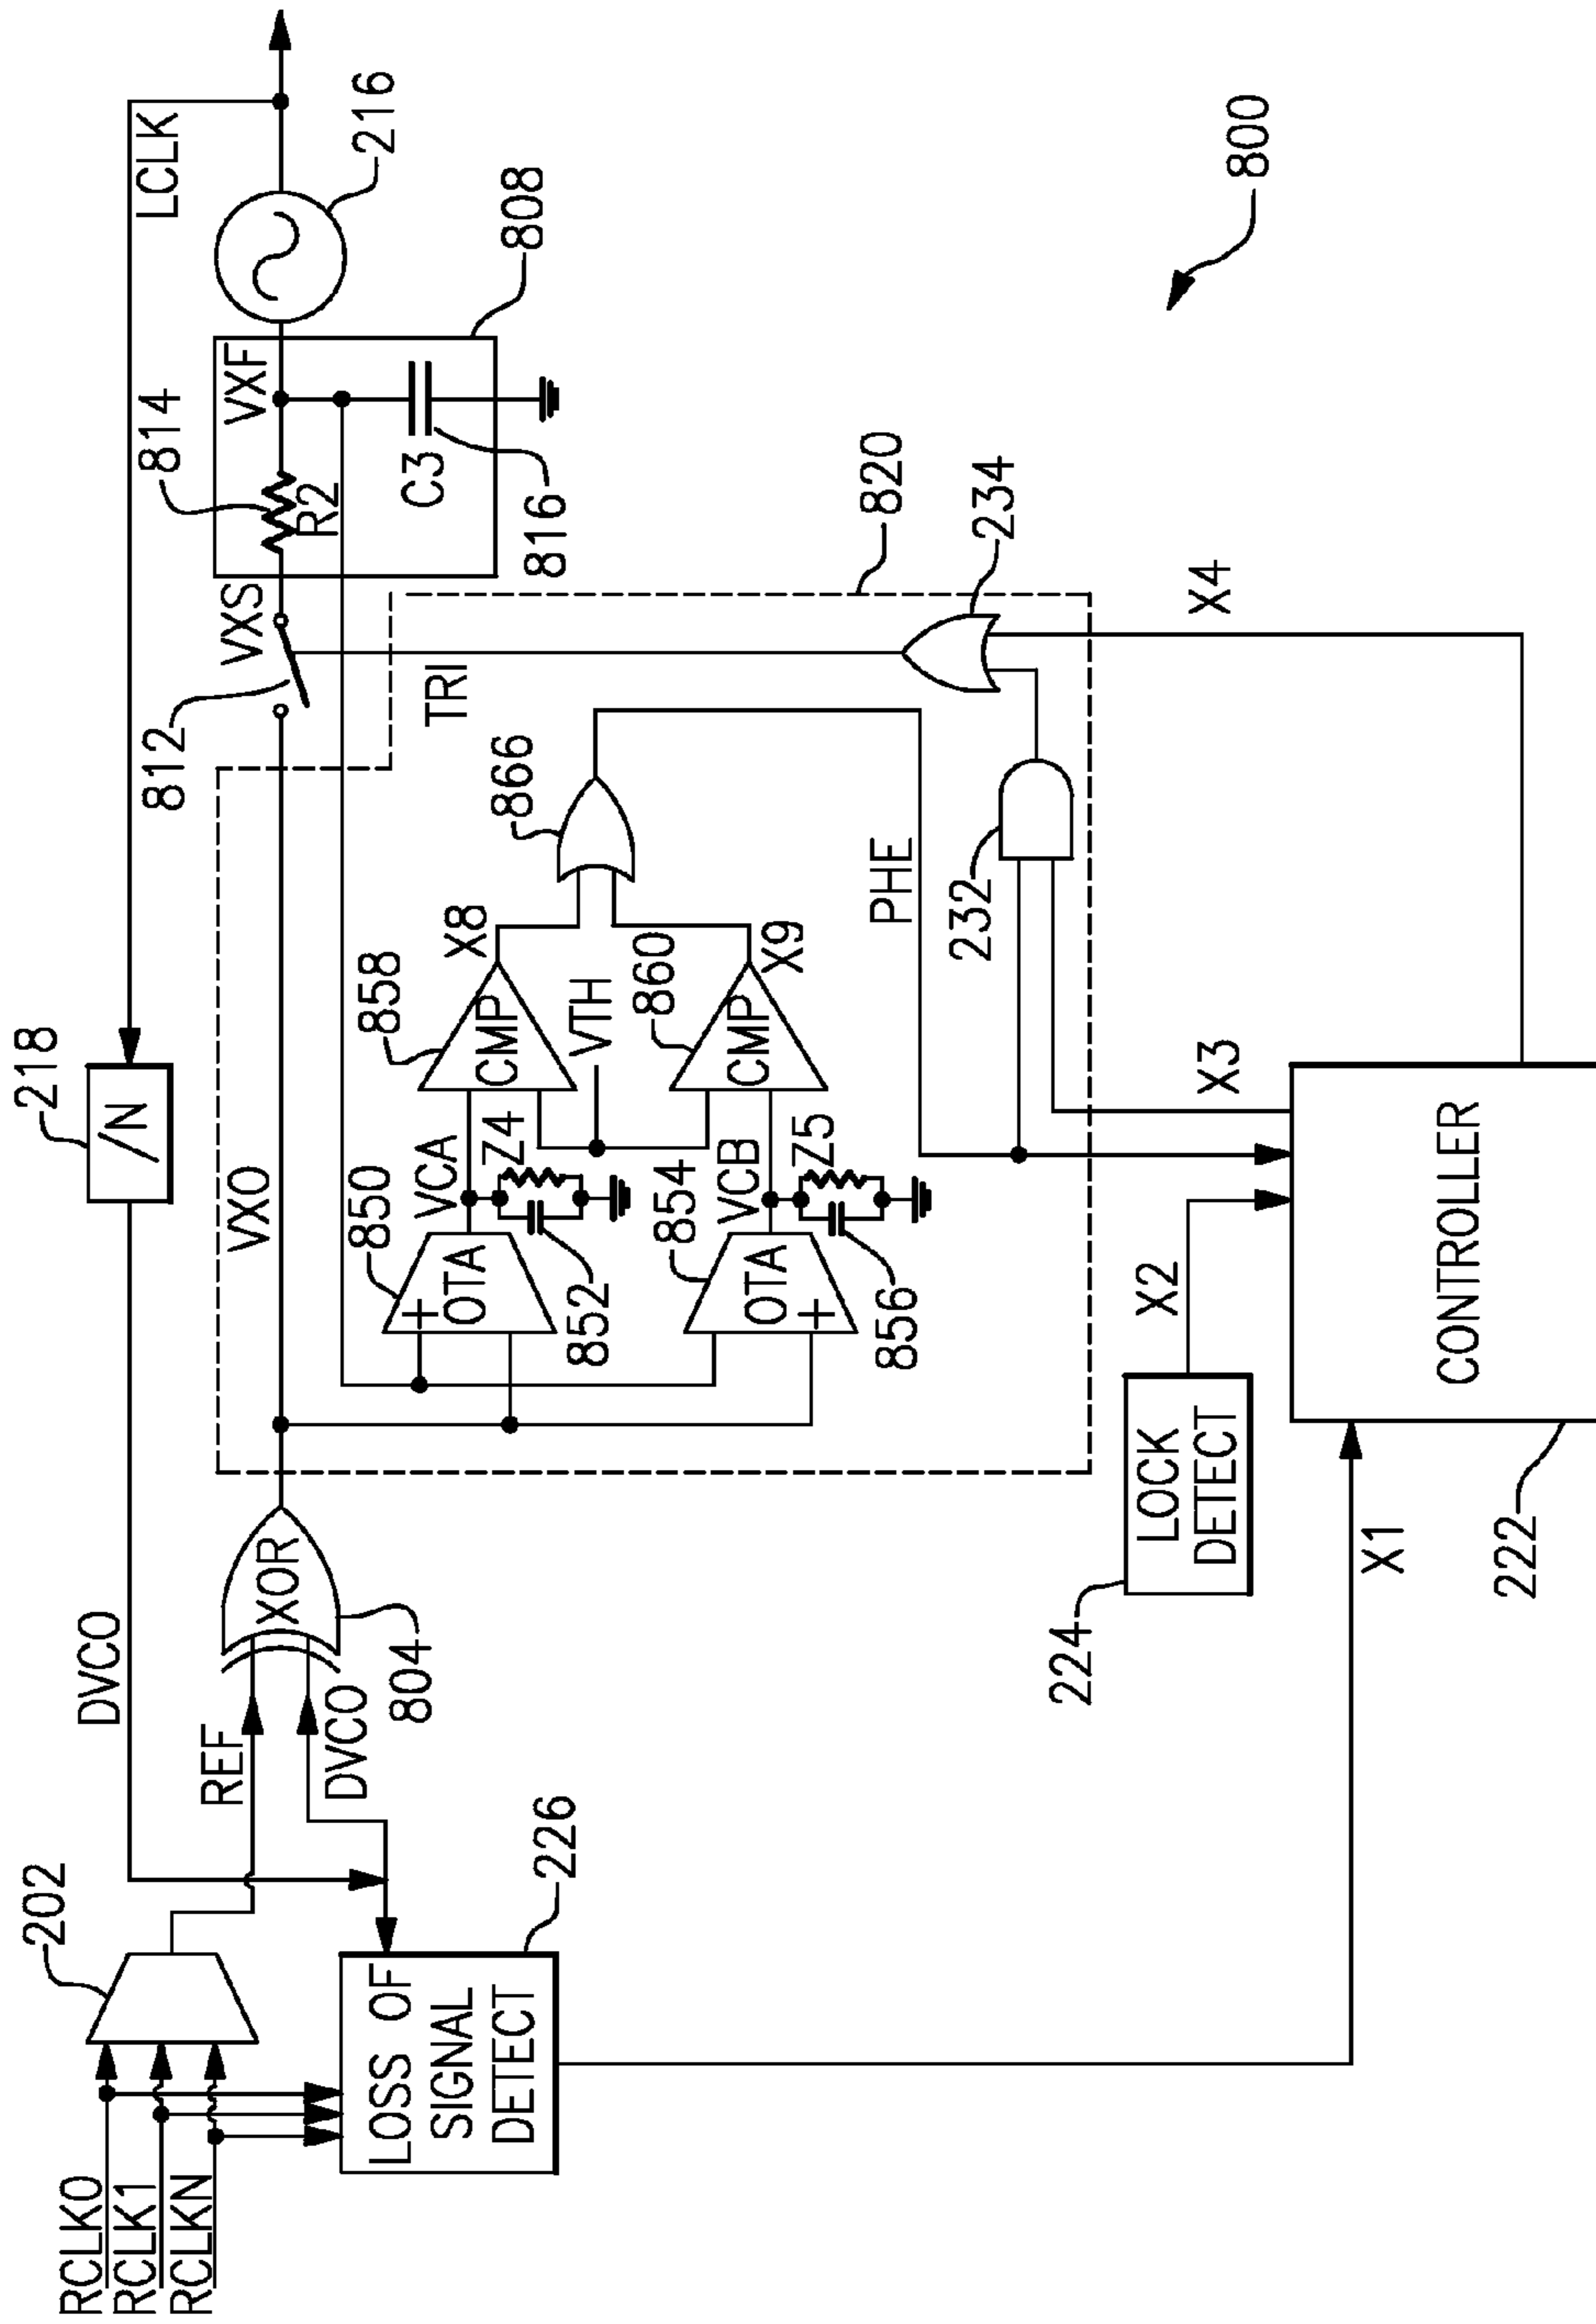 RCLK0
RCLK1
RCLKN
202
LOSS OF
SIGNAL
DETECT
226
REF
DVCO
DVCO
XOR
804
218
/N
LCLK
VXO
812
VXS
814
R2
VXF
C3
816
808
216
TRI
850
+
OTA
VCA
Z4
852
858
CMP
X8
VTH
866
854
OTA
+
VCB
Z5
856
860
CMP
X9
PHE
232
234
820
224
LOCK
DETECT
X2
X3
X4
X1
CONTROLLER
222
800